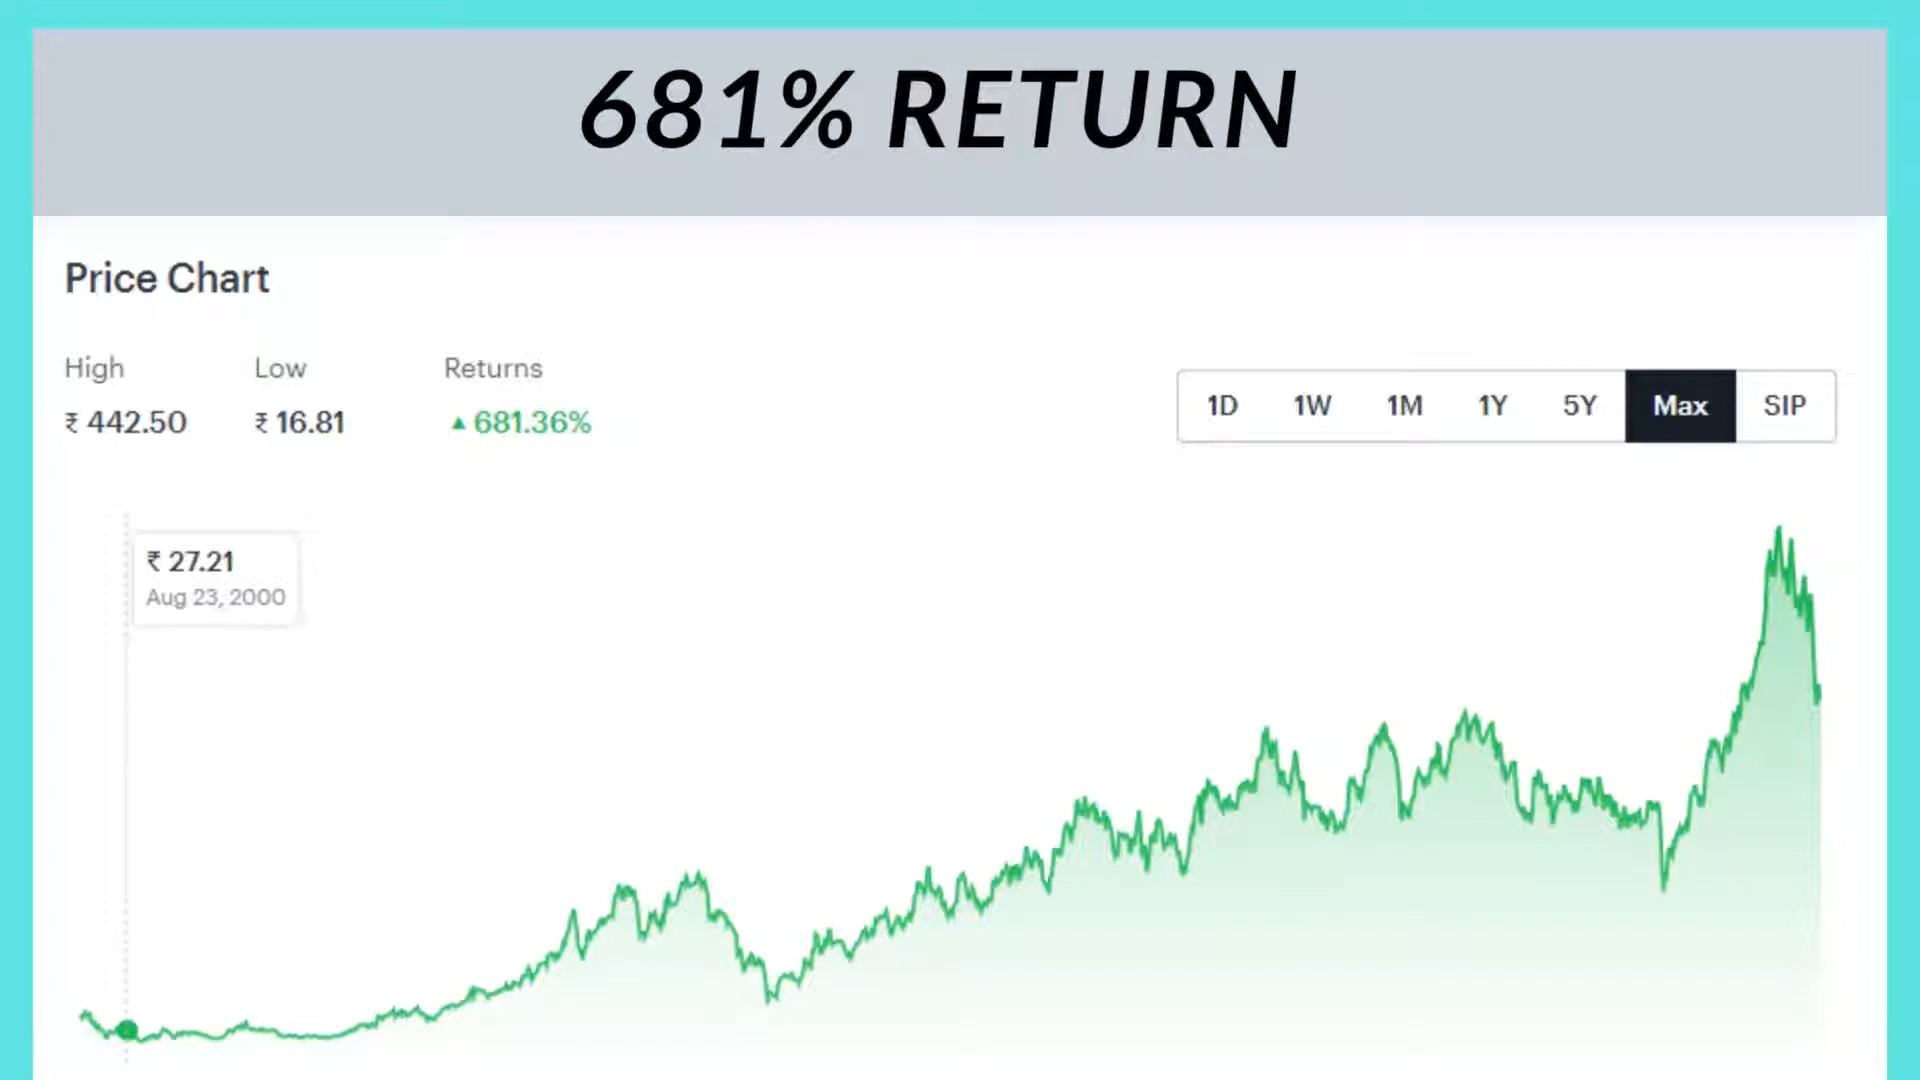 681% RETURN
Price Chart
High Low Returns
₹ 442.50 ₹ 16.81 ▲ 681.36%
1D 1W 1M 1Y 5Y Max SIP
₹ 27.21
Aug 23, 2000